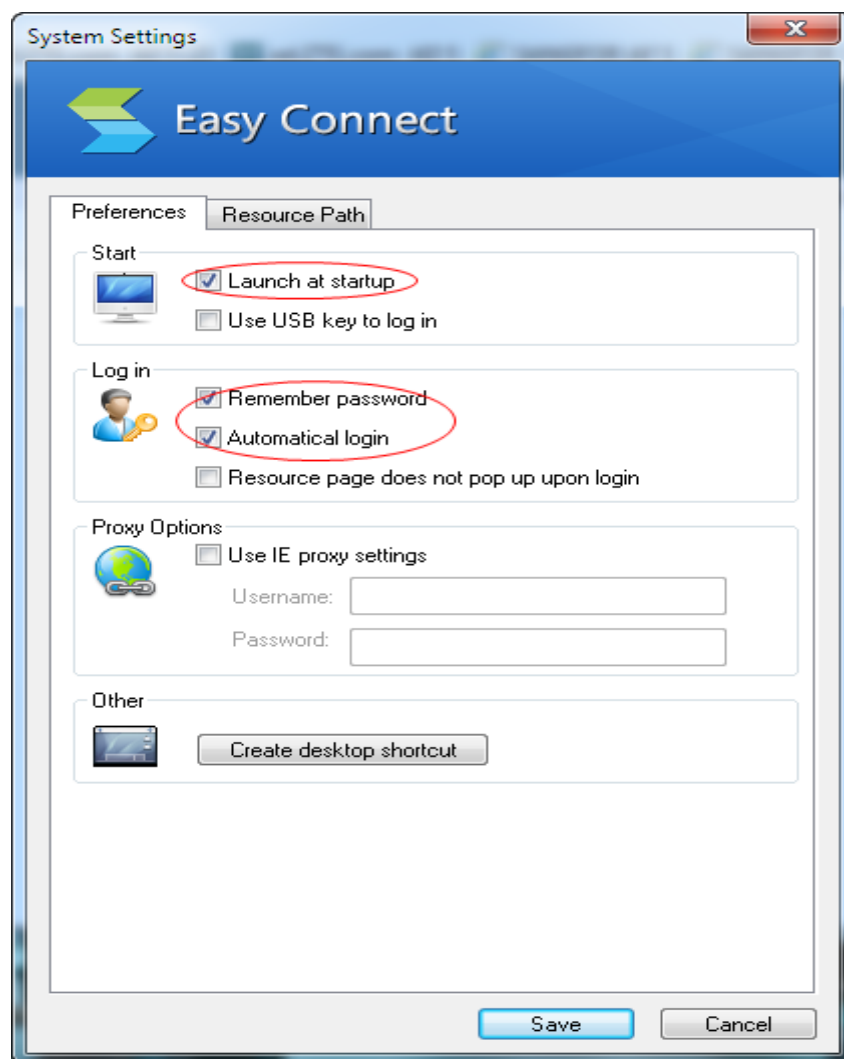 System Settings
Easy Connect
Preferences
Resource Path
Start
Launch at startup
Use USB key to log in
Log in
Remember password
Automatical login
Resource page does not pop up upon login
Proxy Options
Use IE proxy settings
Username:
Password:
Other
Create desktop shortcut
Save
Cancel